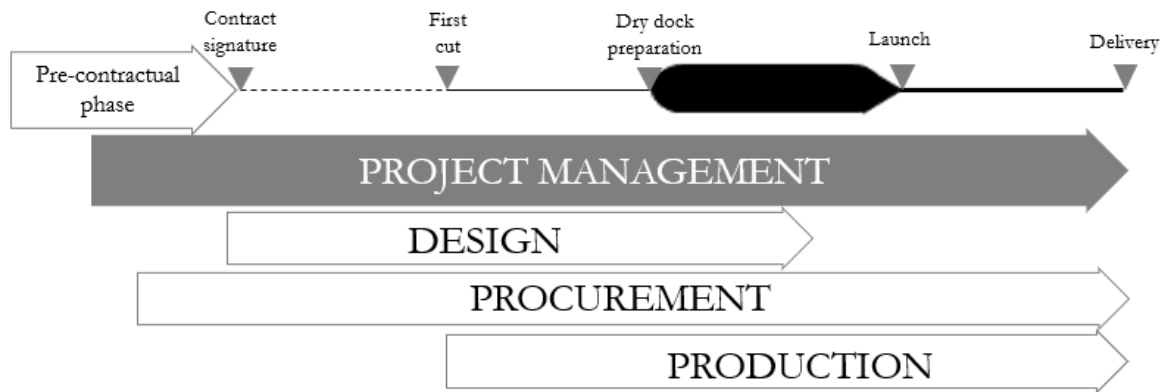 Contract
signature
First
cut
Dry dock
preparation
Launch
Delivery
Pre-contractual
phase
PROJECT MANAGEMENT
DESIGN
PROCUREMENT
PRODUCTION